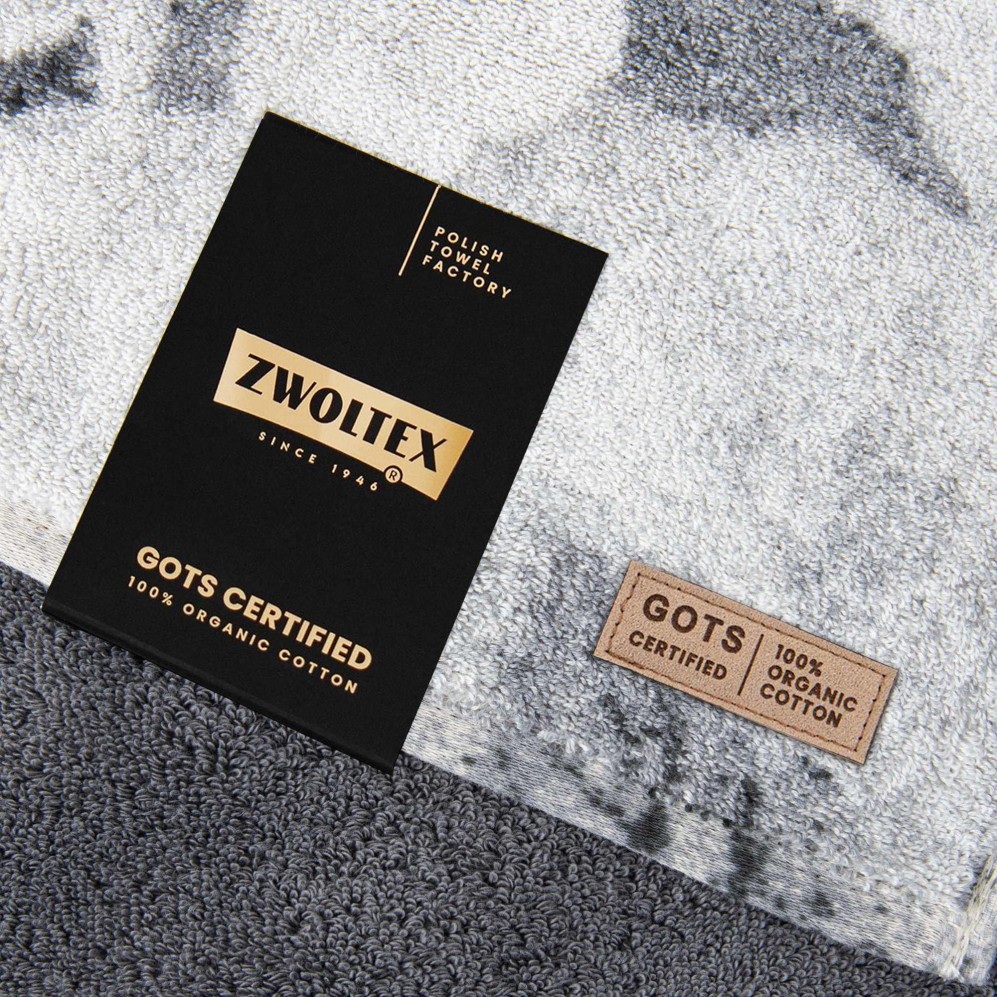 POLISH
TOWEL
FACTORY
ZWOLTEX
®
SINCE 1946
GOTS CERTIFIED
100% ORGANIC COTTON
GOTS
CERTIFIED
100%
ORGANIC
COTTON